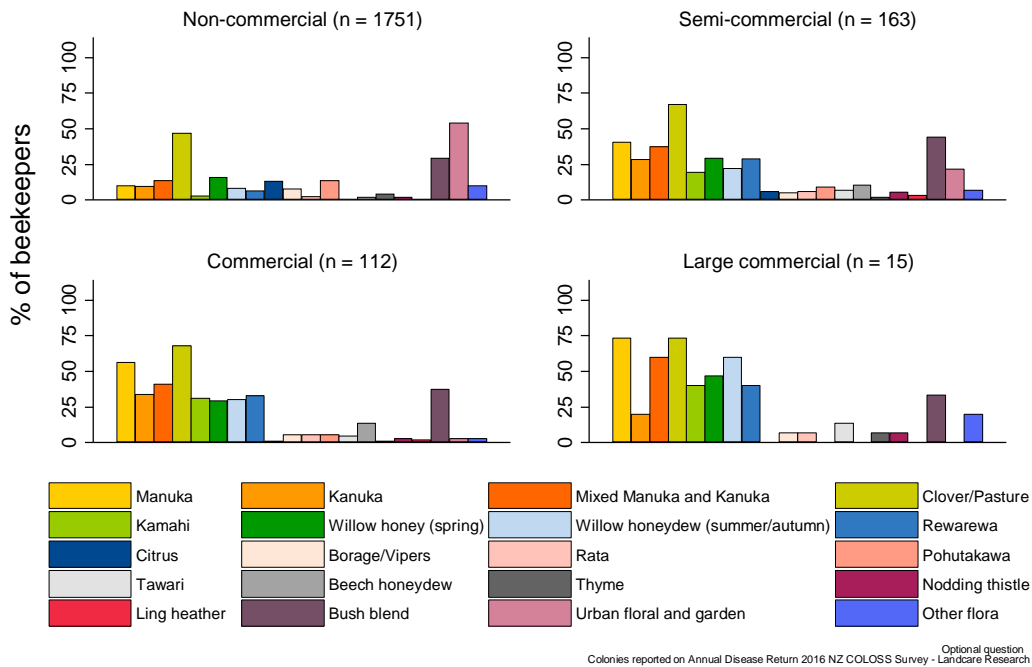 Non-commercial (n = 1751)
Semi-commercial (n = 163)
100
75
50
25
0
100
75
50
25
0
% of beekeepers
Commercial (n = 112)
Large commercial (n = 15)
100
75
50
25
0
100
75
50
25
0
Manuka Kanuka Mixed Manuka and Kanuka Clover/Pasture
Kamahi Willow honey (spring) Willow honeydew (summer/autumn) Rewarewa
Citrus Borage/Vipers Rata Pohutakawa
Tawari Beech honeydew Thyme Nodding thistle
Ling heather Bush blend Urban floral and garden Other flora
Optional question
Colonies reported on Annual Disease Return 2016 NZ COLOSS Survey - Landcare Research